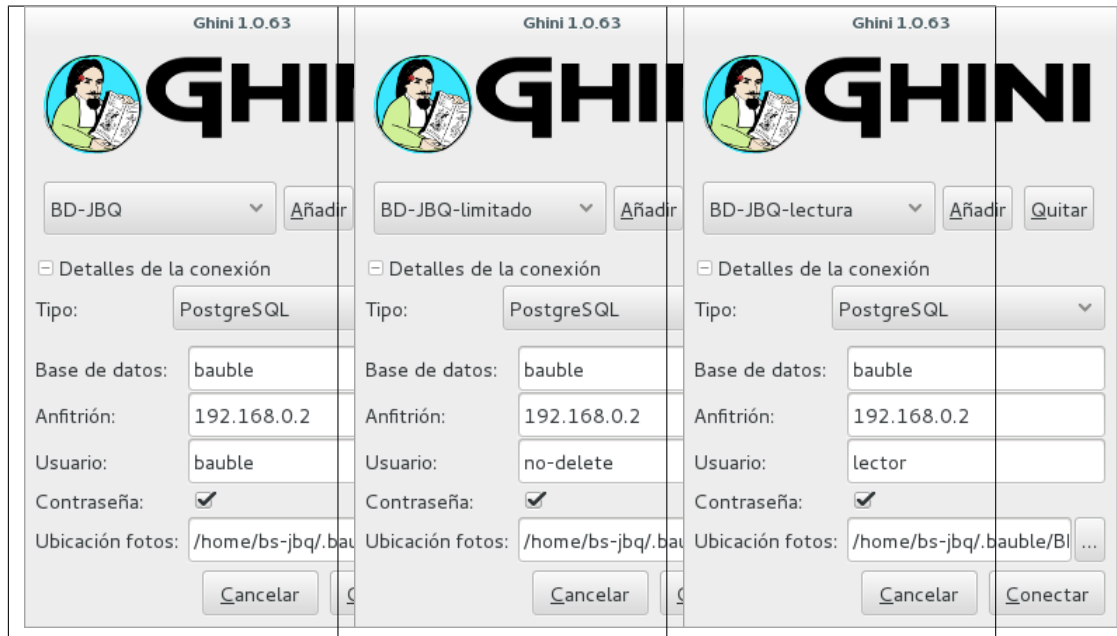 Ghini 1.0.63
GHINI
BD-JBQ
Añadir
Detalles de la conexión
Tipo:
PostgreSQL
Base de datos:
bauble
Anfitrión:
192.168.0.2
Usuario:
bauble
Contraseña:
Ubicación fotos:
/home/bs-jbq/.bau
Cancelar
Ghini 1.0.63
GHINI
BD-JBQ-limitado
Añadir
Detalles de la conexión
Tipo:
PostgreSQL
Base de datos:
bauble
Anfitrión:
192.168.0.2
Usuario:
no-delete
Contraseña:
Ubicación fotos:
/home/bs-jbq/.bau
Cancelar
Ghini 1.0.63
GHINI
BD-JBQ-lectura
Añadir
Quitar
Detalles de la conexión
Tipo:
PostgreSQL
Base de datos:
bauble
Anfitrión:
192.168.0.2
Usuario:
lector
Contraseña:
Ubicación fotos:
/home/bs-jbq/.bauble/BI
...
Cancelar
Conectar